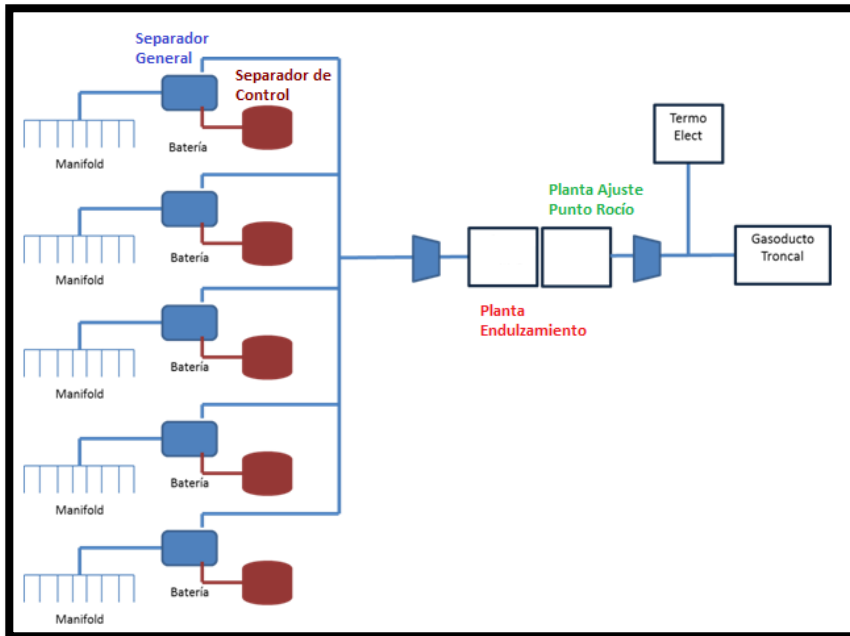 Separador
General
Separador de
Control
Batería
Manifold
Batería
Manifold
Batería
Manifold
Batería
Manifold
Batería
Manifold
Planta Endulzamiento
Planta Ajuste
Punto Rocío
Termo
Elect
Gasoducto
Troncal